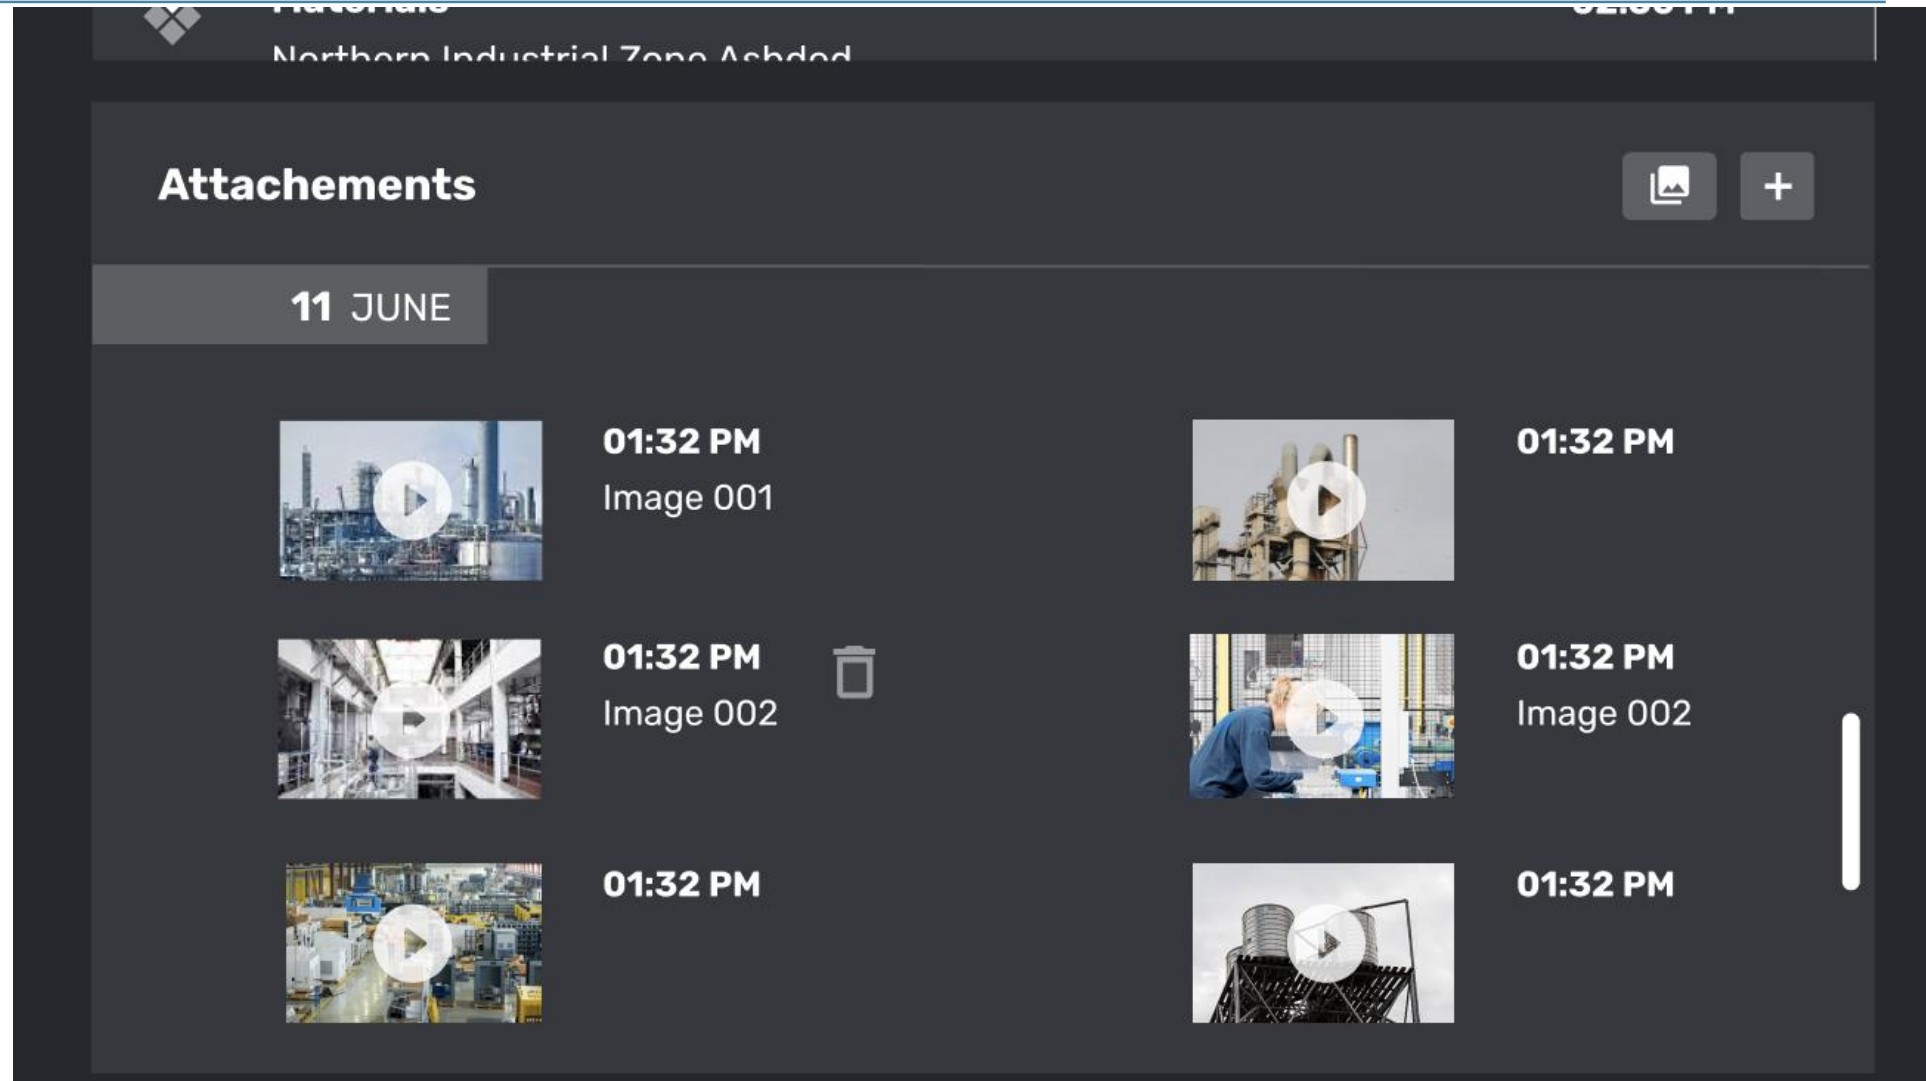 Materials
Northern Industrial Zone Ashdod
Attachements
11 JUNE
01:32 PM
Image 001
01:32 PM
01:32 PM
Image 002
01:32 PM
Image 002
01:32 PM
01:32 PM